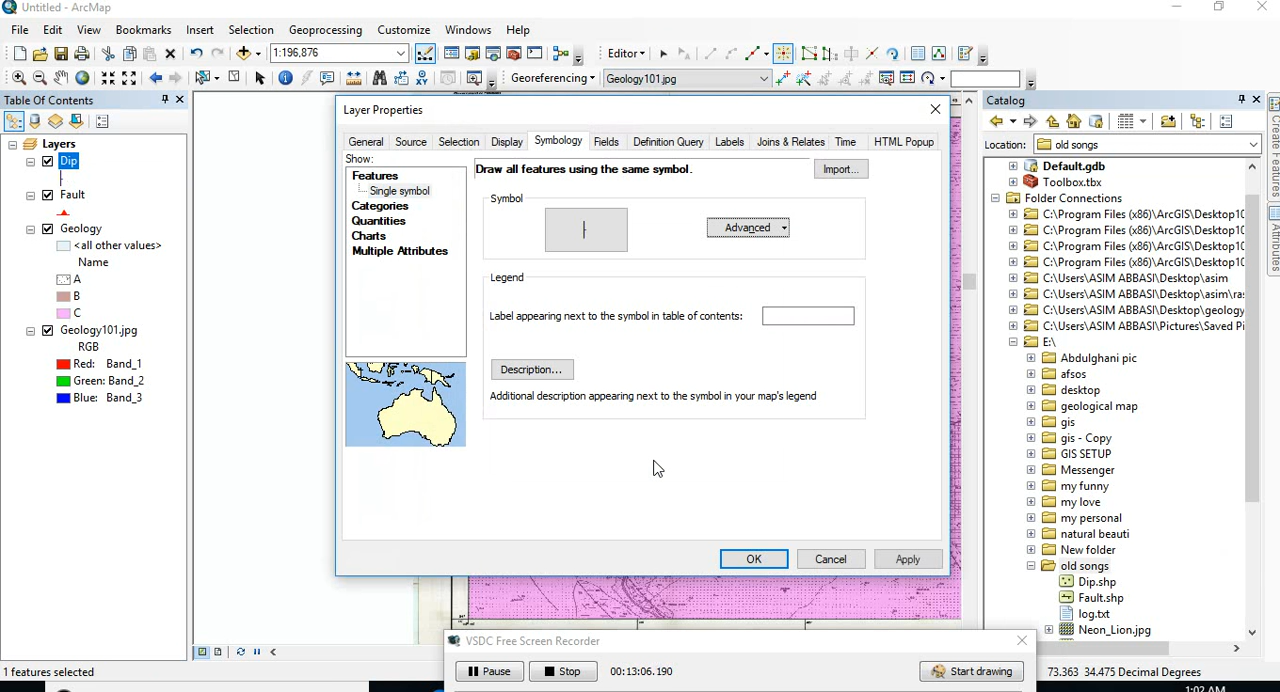 Untitled - ArcMap
File Edit View Bookmarks Insert Selection Geoprocessing Customize Windows Help
1:196,876
Editor
Georeferencing
Geology101.jpg
Table Of Contents
Layers
Dip
Fault
Geology
<all other values>
Name
A
B
C
Geology101.jpg
RGB
Red: Band_1
Green: Band_2
Blue: Band_3
Layer Properties
General Source Selection Display Symbology Fields Definition Query Labels Joins & Relates Time HTML Popup
Show:
Features
Single symbol
Categories
Quantities
Charts
Multiple Attributes
Draw all features using the same symbol.
Import...
Symbol
Advanced
Legend
Label appearing next to the symbol in table of contents:
Description...
Additional description appearing next to the symbol in your map's legend
OK Cancel Apply
Catalog
Location: old songs
Default.gdb
Toolbox.tbx
Folder Connections
C:\Program Files (x86)\ArcGIS\Desktop10
C:\Program Files (x86)\ArcGIS\Desktop10
C:\Program Files (x86)\ArcGIS\Desktop10
C:\Program Files (x86)\ArcGIS\Desktop10
C:\Users\ASIM ABBASI\Desktop\asim
C:\Users\ASIM ABBASI\Desktop\asim\ra
C:\Users\ASIM ABBASI\Desktop\geology
C:\Users\ASIM ABBASI\Pictures\Saved Pi
E:\
Abdulghani pic
afsos
desktop
geological map
gis
gis - Copy
GIS SETUP
Messenger
my funny
my love
my personal
natural beauti
New folder
old songs
Dip.shp
Fault.shp
log.txt
Neon_Lion.jpg
Create Features
Attributes
VSDC Free Screen Recorder
Pause Stop 00:13:06.190 Start drawing
1 features selected
73.363 34.475 Decimal Degrees
1:02 AM